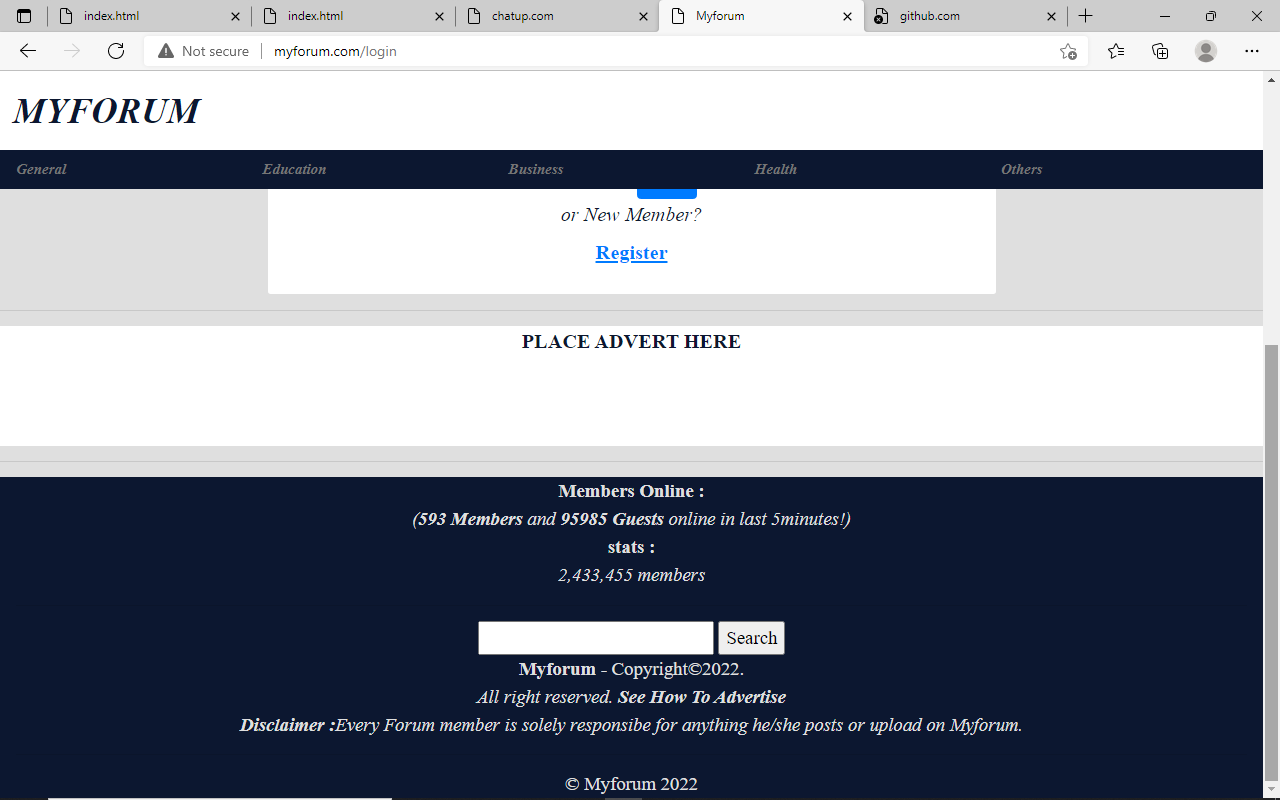 index.html index.html chatup.com Myforum github.com
Not secure myforum.com/login
MYFORUM
General Education Business Health Others
or New Member?
Register
PLACE ADVERT HERE
Members Online :
(593 Members and 95985 Guests online in last 5minutes!)
stats :
2,433,455 members
Search
Myforum - Copyright©2022.
All right reserved. See How To Advertise
Disclaimer :Every Forum member is solely responsibe for anything he/she posts or upload on Myforum.
© Myforum 2022